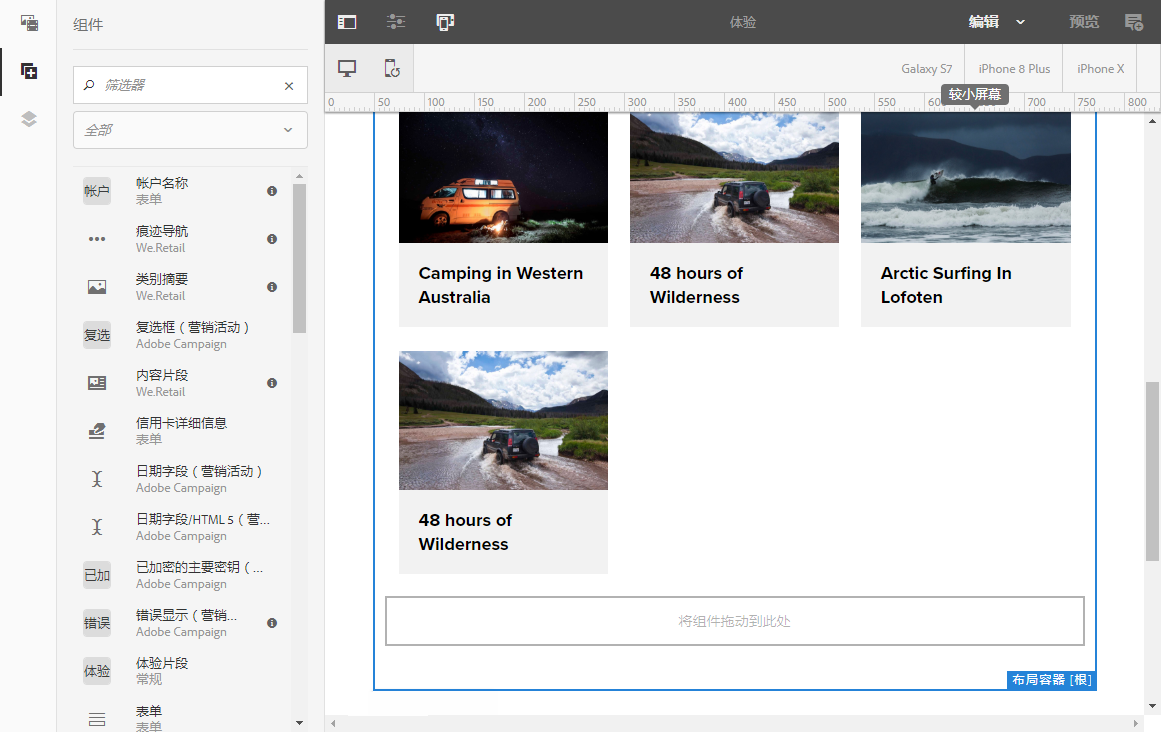 组件
体验
编辑
预览
筛选器
全部
Galaxy S7
iPhone 8 Plus
iPhone X
较小屏幕
0 50 100 150 200 250 300 350 400 450 500 550 700 750 800
帐户
帐户名称
表单
痕迹导航
We.Retail
类别摘要
We.Retail
复选
复选框（营销活动）
Adobe Campaign
内容片段
We.Retail
信用卡详细信息
表单
日期字段（营销活动）
Adobe Campaign
日期字段/HTML 5（营...
Adobe Campaign
已加
已加密的主要密钥（...
Adobe Campaign
错误
错误显示（营销...
Adobe Campaign
体验
体验片段
常规
表单
表单
Camping in Western
Australia
48 hours of
Wilderness
Arctic Surfing In
Lofoten
48 hours of
Wilderness
将组件拖动到此处
布局容器 [根]